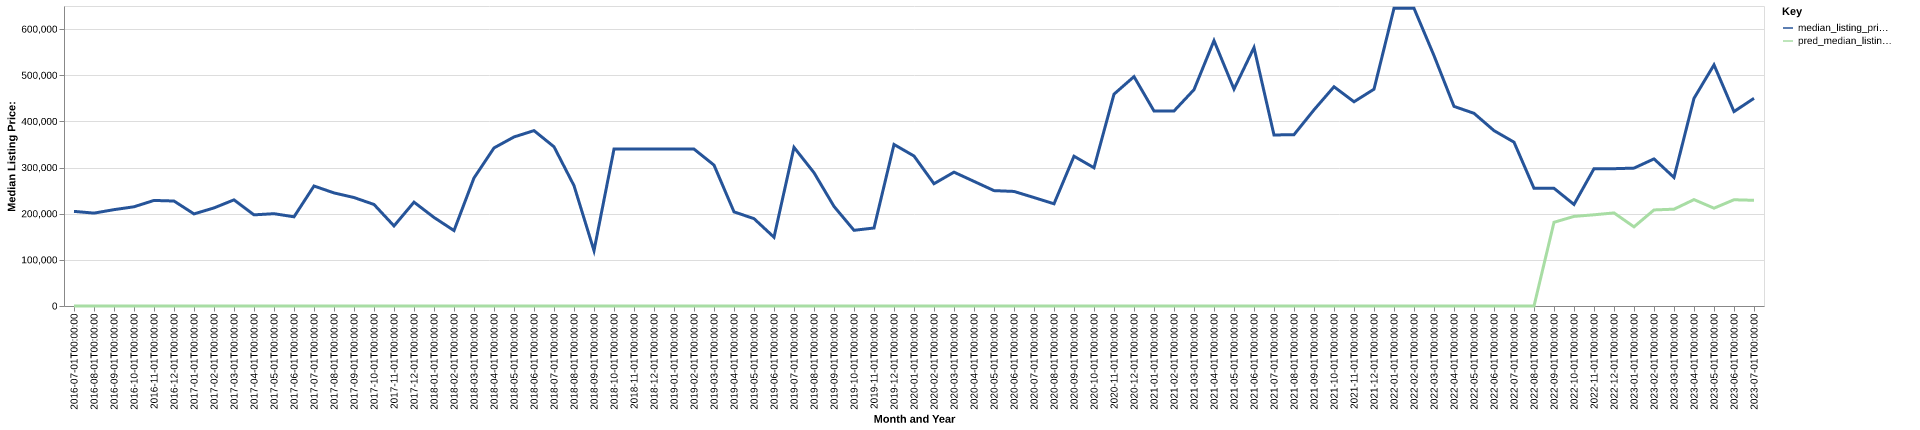 Key
median_listing_pri…
pred_median_listin…
Median Listing Price:
600,000
500,000
400,000
300,000
200,000
100,000
0
2016-07-01T00:00:00
2016-08-01T00:00:00
2016-09-01T00:00:00
2016-10-01T00:00:00
2016-11-01T00:00:00
2016-12-01T00:00:00
2017-01-01T00:00:00
2017-02-01T00:00:00
2017-03-01T00:00:00
2017-04-01T00:00:00
2017-05-01T00:00:00
2017-06-01T00:00:00
2017-07-01T00:00:00
2017-08-01T00:00:00
2017-09-01T00:00:00
2017-10-01T00:00:00
2017-11-01T00:00:00
2017-12-01T00:00:00
2018-01-01T00:00:00
2018-02-01T00:00:00
2018-03-01T00:00:00
2018-04-01T00:00:00
2018-05-01T00:00:00
2018-06-01T00:00:00
2018-07-01T00:00:00
2018-08-01T00:00:00
2018-09-01T00:00:00
2018-10-01T00:00:00
2018-11-01T00:00:00
2018-12-01T00:00:00
2019-01-01T00:00:00
2019-02-01T00:00:00
2019-03-01T00:00:00
2019-04-01T00:00:00
2019-05-01T00:00:00
2019-06-01T00:00:00
2019-07-01T00:00:00
2019-08-01T00:00:00
2019-09-01T00:00:00
2019-10-01T00:00:00
2019-11-01T00:00:00
2019-12-01T00:00:00
2020-01-01T00:00:00
2020-02-01T00:00:00
2020-03-01T00:00:00
2020-04-01T00:00:00
2020-05-01T00:00:00
2020-06-01T00:00:00
2020-07-01T00:00:00
2020-08-01T00:00:00
2020-09-01T00:00:00
2020-10-01T00:00:00
2020-11-01T00:00:00
2020-12-01T00:00:00
2021-01-01T00:00:00
2021-02-01T00:00:00
2021-03-01T00:00:00
2021-04-01T00:00:00
2021-05-01T00:00:00
2021-06-01T00:00:00
2021-07-01T00:00:00
2021-08-01T00:00:00
2021-09-01T00:00:00
2021-10-01T00:00:00
2021-11-01T00:00:00
2021-12-01T00:00:00
2022-01-01T00:00:00
2022-02-01T00:00:00
2022-03-01T00:00:00
2022-04-01T00:00:00
2022-05-01T00:00:00
2022-06-01T00:00:00
2022-07-01T00:00:00
2022-08-01T00:00:00
2022-09-01T00:00:00
2022-10-01T00:00:00
2022-11-01T00:00:00
2022-12-01T00:00:00
2023-01-01T00:00:00
2023-02-01T00:00:00
2023-03-01T00:00:00
2023-04-01T00:00:00
2023-05-01T00:00:00
2023-06-01T00:00:00
2023-07-01T00:00:00
Month and Year